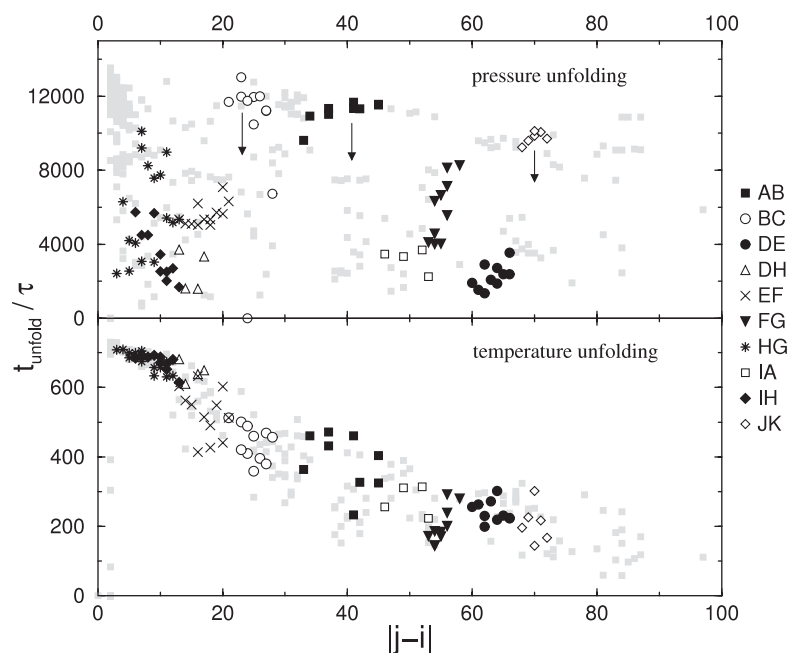 0 20 40 60 80 100
pressure unfolding
12000
8000
4000
0
t_unfold / τ
temperature unfolding
600
400
200
0
0 20 40 60 80 100
|j−i|
AB
BC
DE
DH
EF
FG
HG
IA
IH
JK